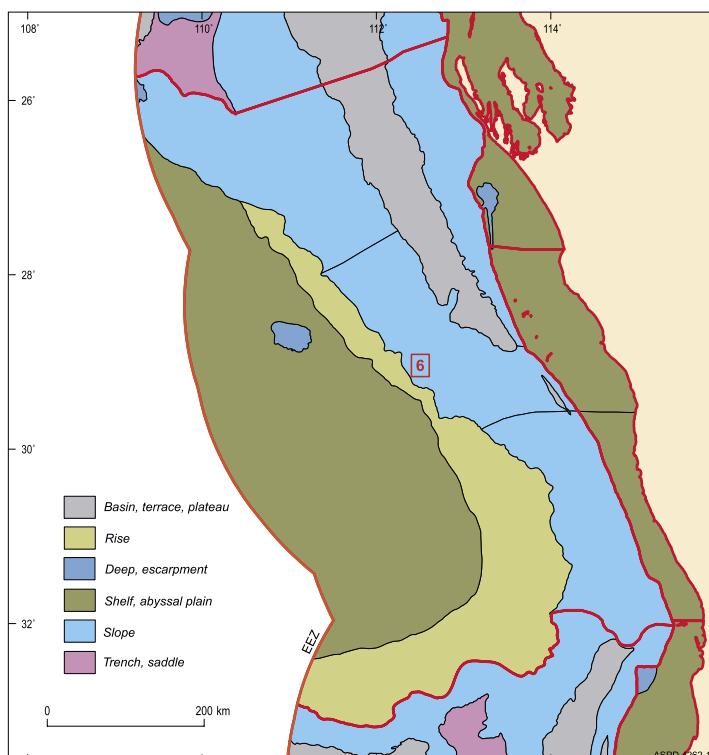 108˚
110˚
112˚
114˚
26˚
28˚
6
30˚
Basin, terrace, plateau
Rise
Deep, escarpment
Shelf, abyssal plain
Slope
Trench, saddle
32˚
EEZ
0
200 km